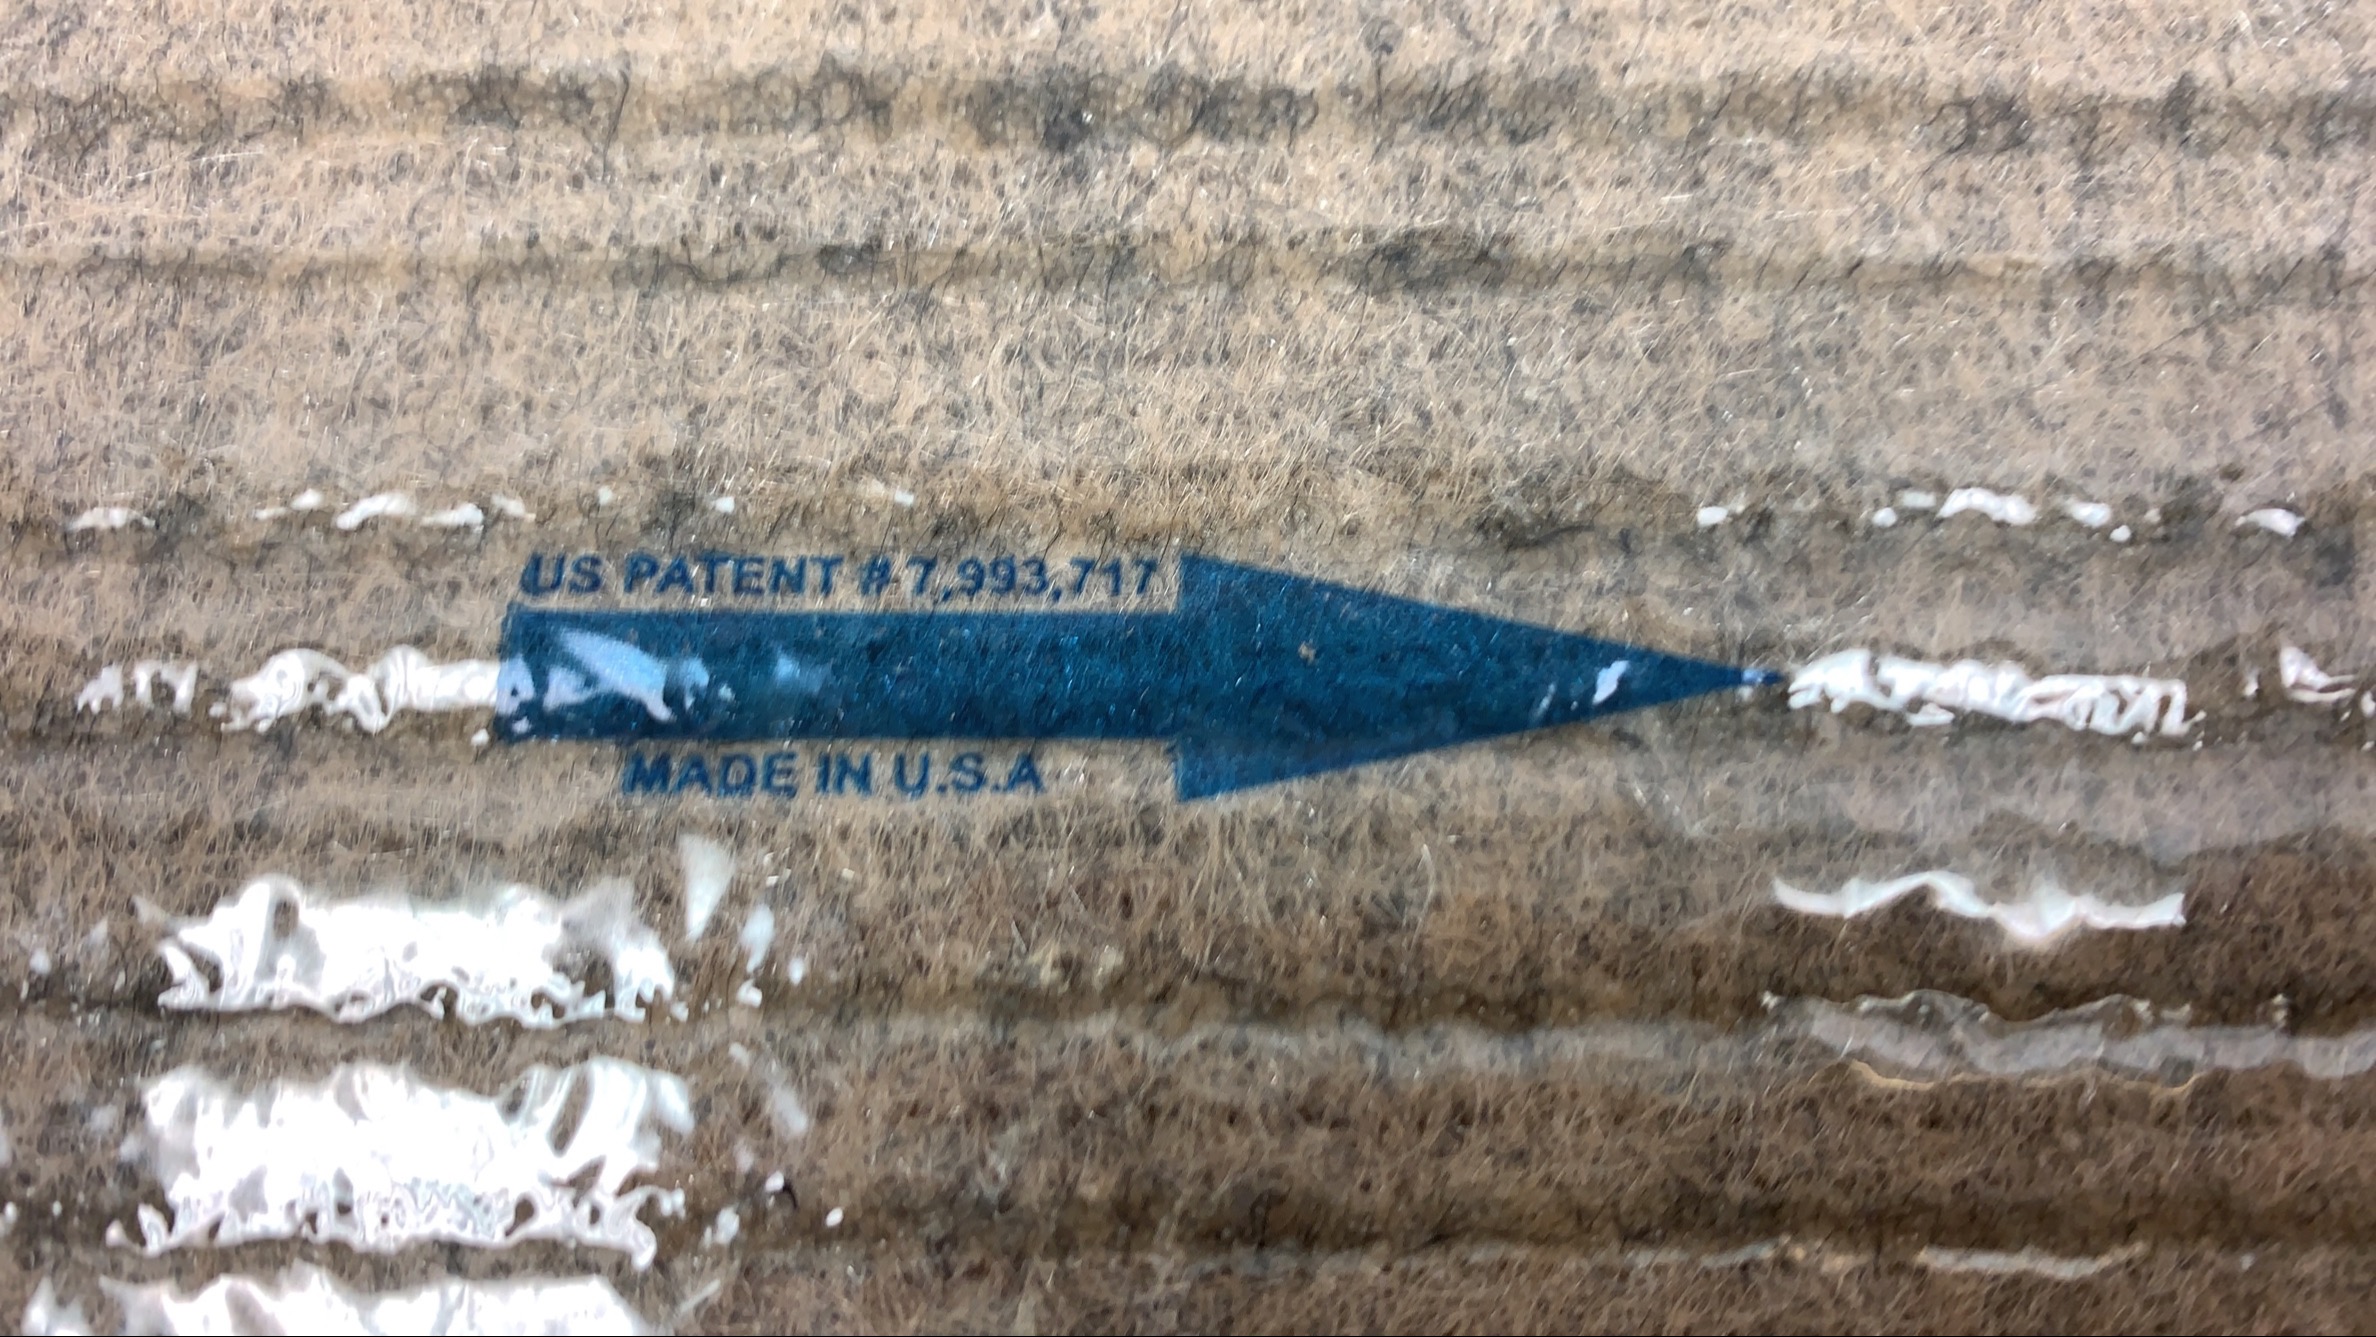 US PATENT # 7,993,717
MADE IN U.S.A